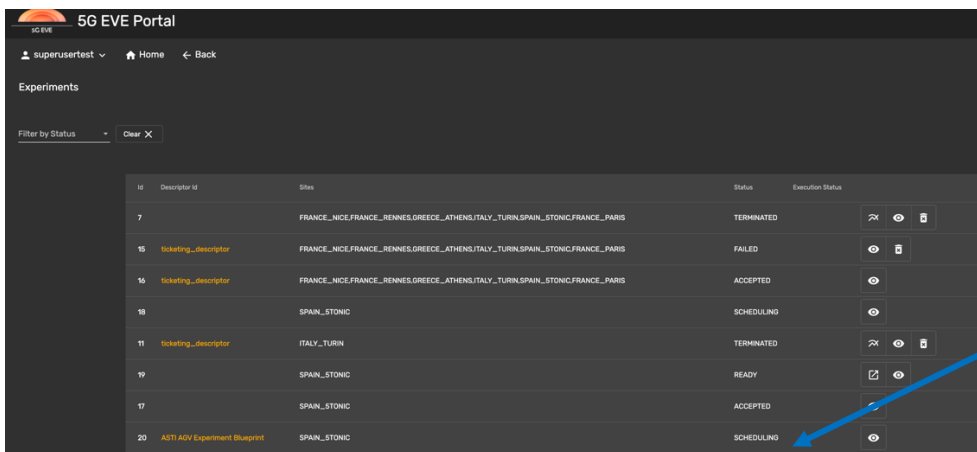 5G EVE Portal
5G EVE
superusertest Home Back
Experiments
Filter by Status Clear X
Id Descriptor Id Sites Status Execution Status
7 FRANCE_NICE,FRANCE_RENNES,GREECE_ATHENS,ITALY_TURIN,SPAIN_5TONIC,FRANCE_PARIS TERMINATED
15 ticketing_descriptor FRANCE_NICE,FRANCE_RENNES,GREECE_ATHENS,ITALY_TURIN,SPAIN_5TONIC,FRANCE_PARIS FAILED
16 ticketing_descriptor FRANCE_NICE,FRANCE_RENNES,GREECE_ATHENS,ITALY_TURIN,SPAIN_5TONIC,FRANCE_PARIS ACCEPTED
18 SPAIN_5TONIC SCHEDULING
11 ticketing_descriptor ITALY_TURIN TERMINATED
19 SPAIN_5TONIC READY
17 SPAIN_5TONIC ACCEPTED
20 ASTI AGV Experiment Blueprint SPAIN_5TONIC SCHEDULING